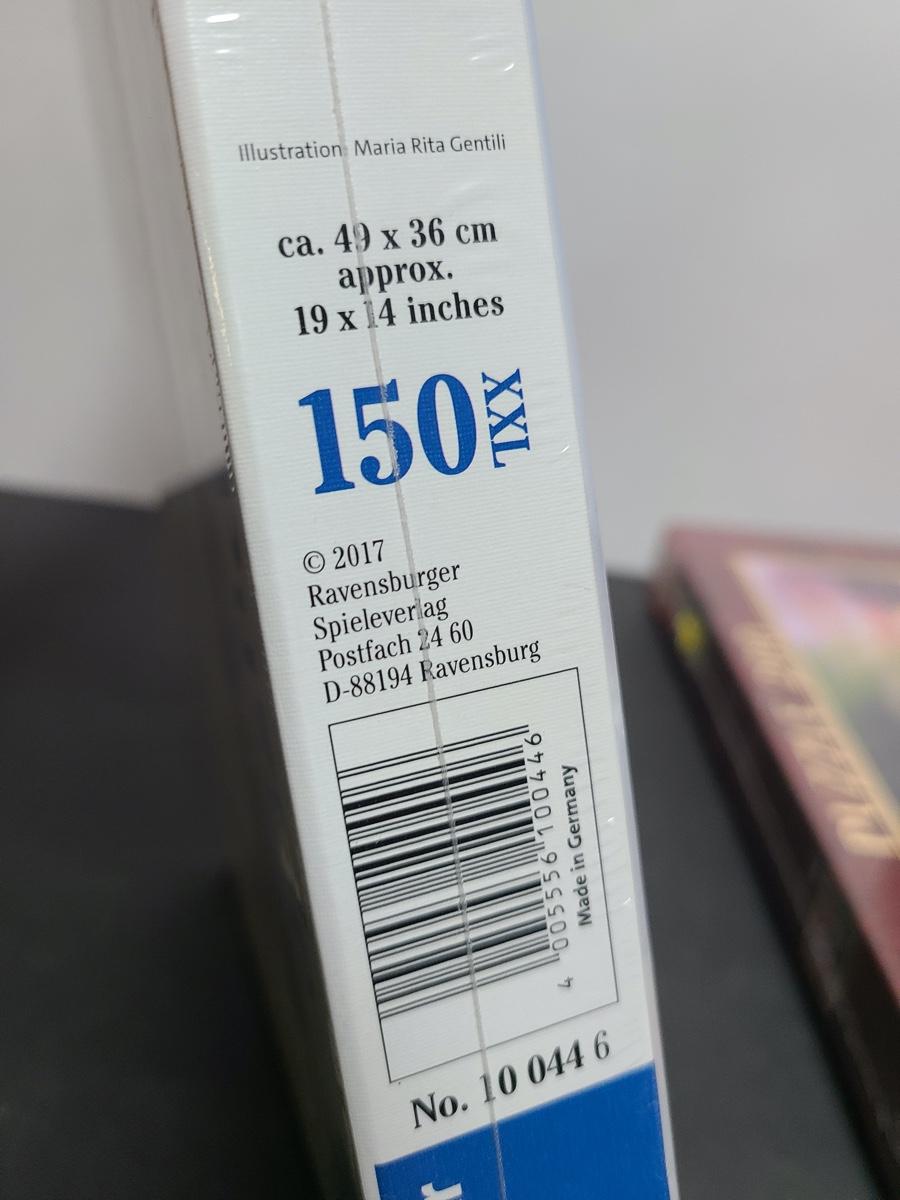 Illustration: Maria Rita Gentili
ca. 49 x 36 cm
approx.
19 x 14 inches
150 XXL
© 2017
Ravensburger
Spieleverlag
Postfach 24 60
D-88194 Ravensburg
4 005556 100446
Made in Germany
No. 10 044 6
r